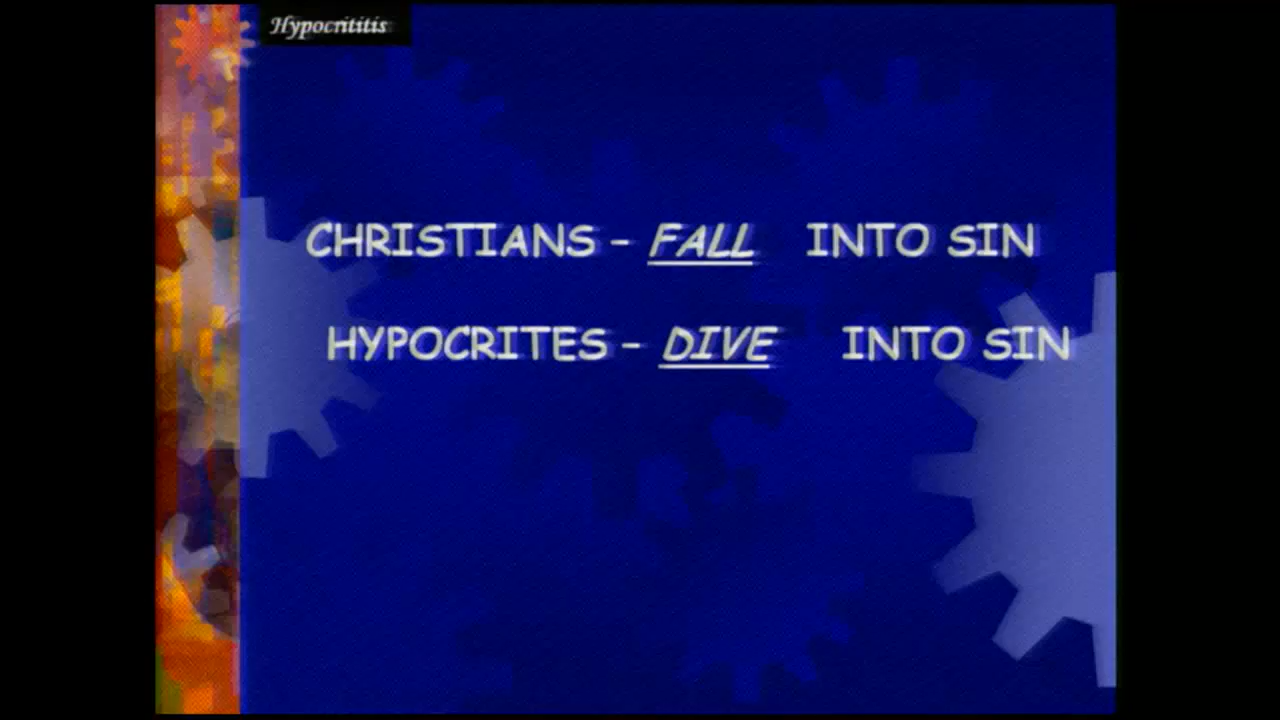 Hypocrititis
CHRISTIANS – FALL INTO SIN
HYPOCRITES – DIVE INTO SIN